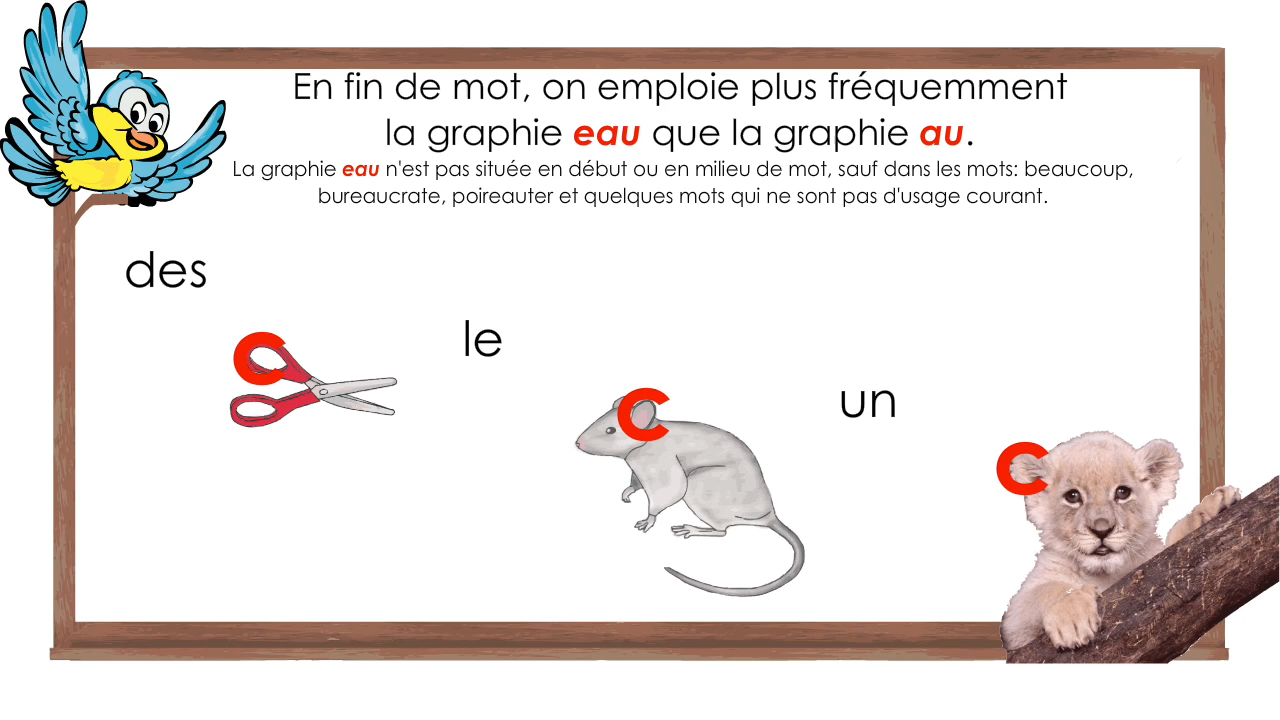 En fin de mot, on emploie plus fréquemment
la graphie eau que la graphie au.
La graphie eau n'est pas située en début ou en milieu de mot, sauf dans les mots: beaucoup,
bureaucrate, poireauter et quelques mots qui ne sont pas d'usage courant.
des
c
le
c
un
c